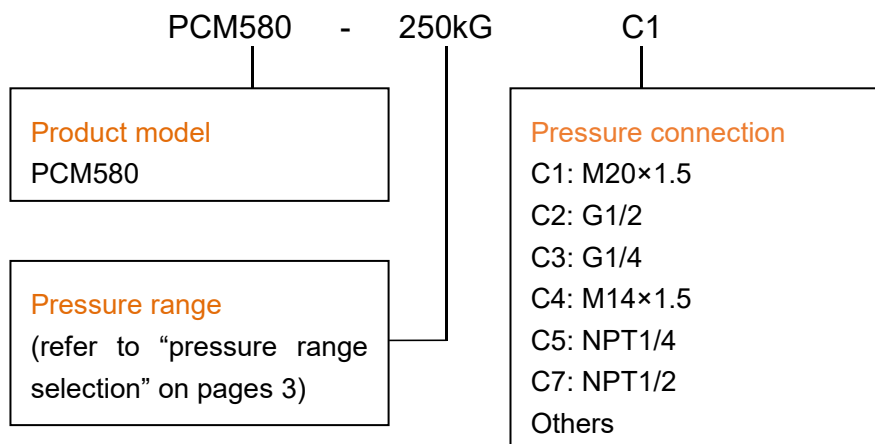 PCM580 - 250kG C1
Product model
PCM580
Pressure range
(refer to “pressure range
selection” on pages 3)
Pressure connection
C1: M20×1.5
C2: G1/2
C3: G1/4
C4: M14×1.5
C5: NPT1/4
C7: NPT1/2
Others